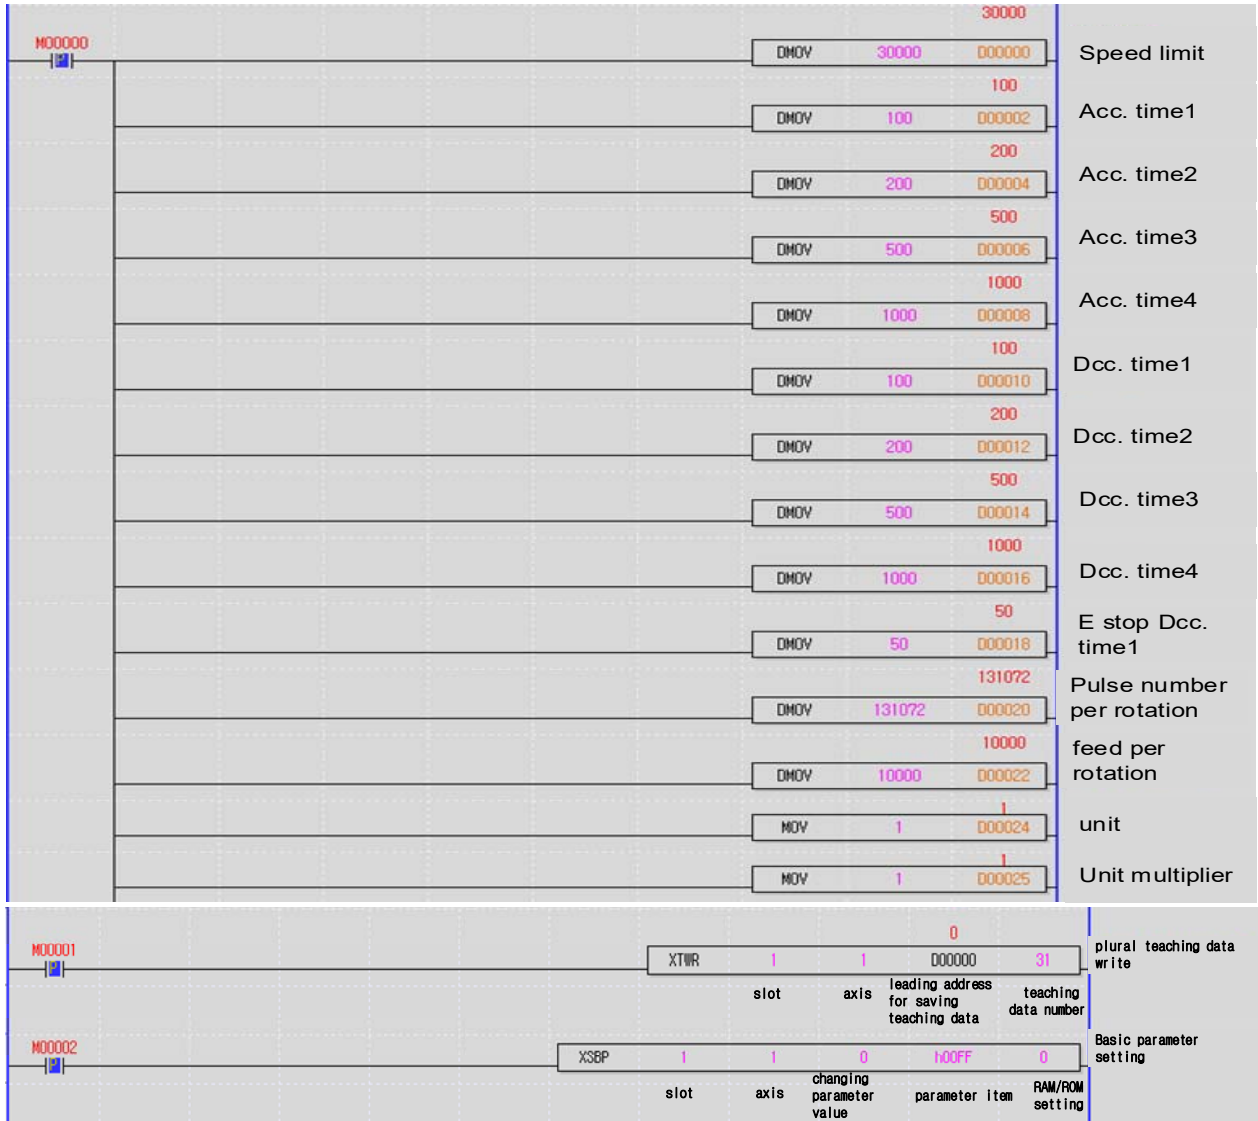 30000
M00000
P
DMOV 30000 D00000 Speed limit
100
DMOV 100 D00002 Acc. time1
200
DMOV 200 D00004 Acc. time2
500
DMOV 500 D00006 Acc. time3
1000
DMOV 1000 D00008 Acc. time4
100
DMOV 100 D00010 Dcc. time1
200
DMOV 200 D00012 Dcc. time2
500
DMOV 500 D00014 Dcc. time3
1000
DMOV 1000 D00016 Dcc. time4
50
DMOV 50 D00018 E stop Dcc.
time1
131072
DMOV 131072 D00020 Pulse number
per rotation
10000
DMOV 10000 D00022 feed per
rotation
1
MOV 1 D00024 unit
1
MOV 1 D00025 Unit multiplier
M00001
P
0
XTWR 1 1 D00000 31
plural teaching data
write
slot axis
leading address
for saving
teaching data
teaching
data number
M00002
P
XSBP 1 1 0 h00FF 0
Basic parameter
setting
slot axis
changing
parameter
value
parameter item
RAM/ROM
setting